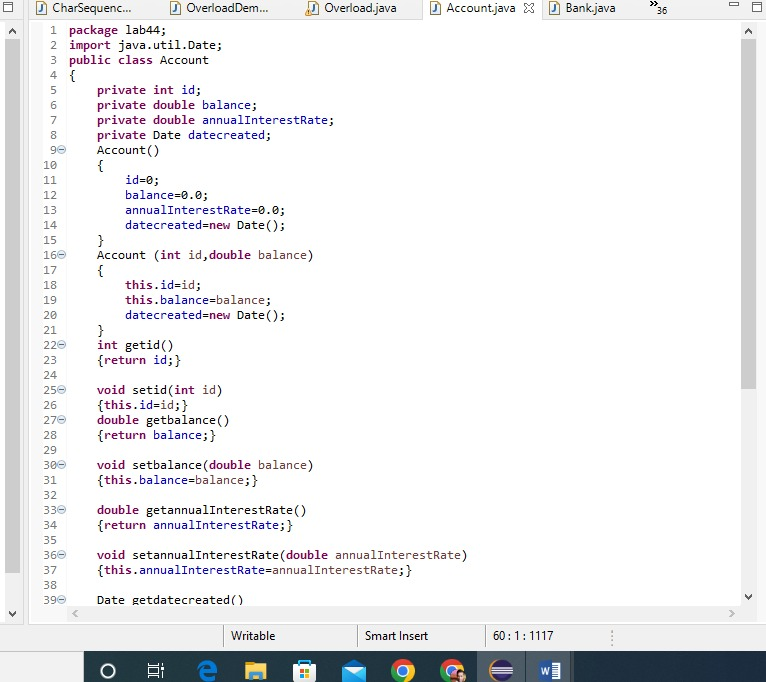 CharSequenc... OverloadDem... Overload.java Account.java Bank.java »36
1 package lab44;
2 import java.util.Date;
3 public class Account
4 {
5 private int id;
6 private double balance;
7 private double annualInterestRate;
8 private Date datecreated;
9 Account()
10 {
11 id=0;
12 balance=0.0;
13 annualInterestRate=0.0;
14 datecreated=new Date();
15 }
16 Account (int id,double balance)
17 {
18 this.id=id;
19 this.balance=balance;
20 datecreated=new Date();
21 }
22 int getid()
23 {return id;}
24
25 void setid(int id)
26 {this.id=id;}
27 double getbalance()
28 {return balance;}
29
30 void setbalance(double balance)
31 {this.balance=balance;}
32
33 double getannualInterestRate()
34 {return annualInterestRate;}
35
36 void setannualInterestRate(double annualInterestRate)
37 {this.annualInterestRate=annualInterestRate;}
38
39 Date getdatecreated()
Writable Smart Insert 60 : 1 : 1117